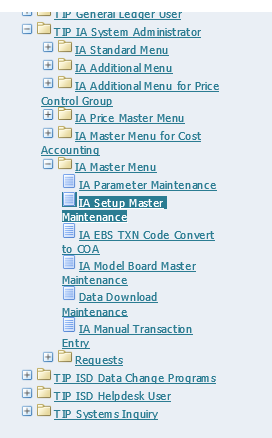 TIP General Ledger User
TIP IA System Administrator
IA Standard Menu
IA Additional Menu
IA Additional Menu for Price
Control Group
IA Price Master Menu
IA Master Menu for Cost
Accounting
IA Master Menu
IA Parameter Maintenance
IA Setup Master
Maintenance
IA EBS TXN Code Convert
to COA
IA Model Board Master
Maintenance
Data Download
Maintenance
IA Manual Transaction
Entry
Requests
TIP ISD Data Change Programs
TIP ISD Helpdesk User
TIP Systems Inquiry